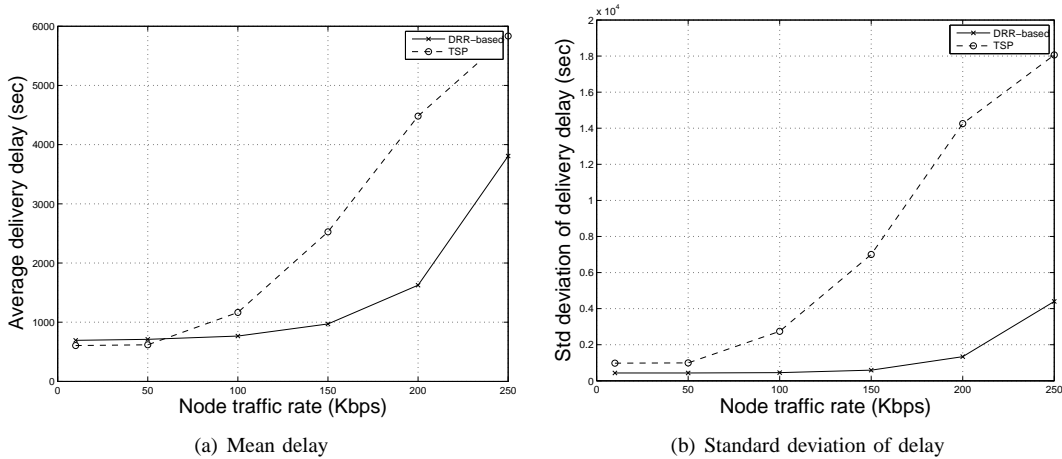 6000
5000
4000
3000
2000
1000
0
Average delivery delay (sec)
DRR−based
TSP
0 50 100 150 200 250
Node traffic rate (Kbps)
(a) Mean delay
x 10⁴
2
1.8
1.6
1.4
1.2
1
0.8
0.6
0.4
0.2
0
Std deviation of delivery delay (sec)
DRR−based
TSP
0 50 100 150 200 250
Node traffic rate (Kbps)
(b) Standard deviation of delay